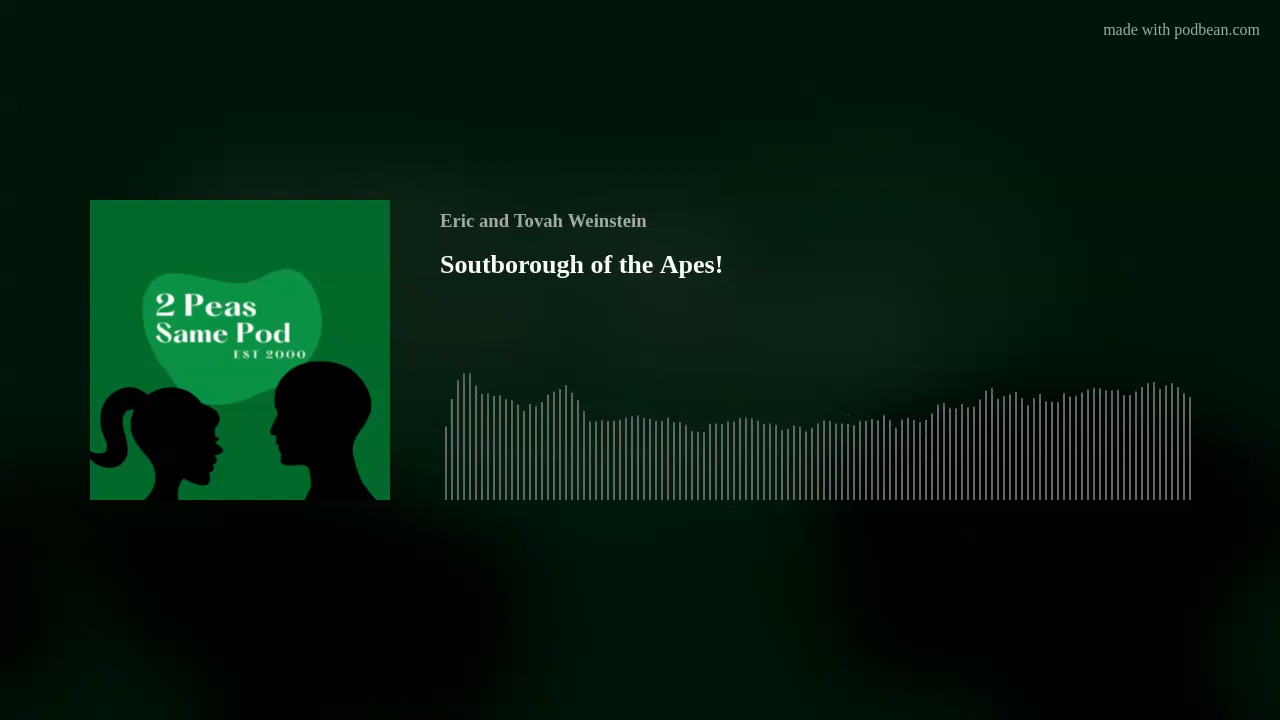 made with podbean.com
Eric and Tovah Weinstein
Soutborough of the Apes!
2 Peas
Same Pod
EST 2000